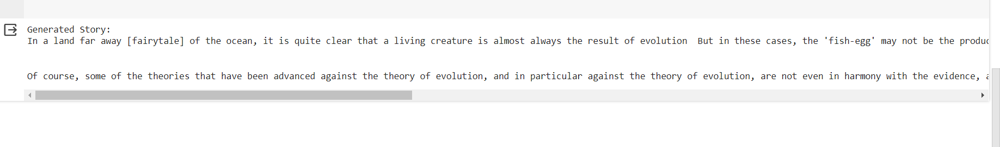 Generated Story:
In a land far away [fairytale] of the ocean, it is quite clear that a living creature is almost always the result of evolution  But in these cases, the 'fish-egg' may not be the
Of course, some of the theories that have been advanced against the theory of evolution, and in particular against the theory of evolution, are not even in harmony with the evidence,